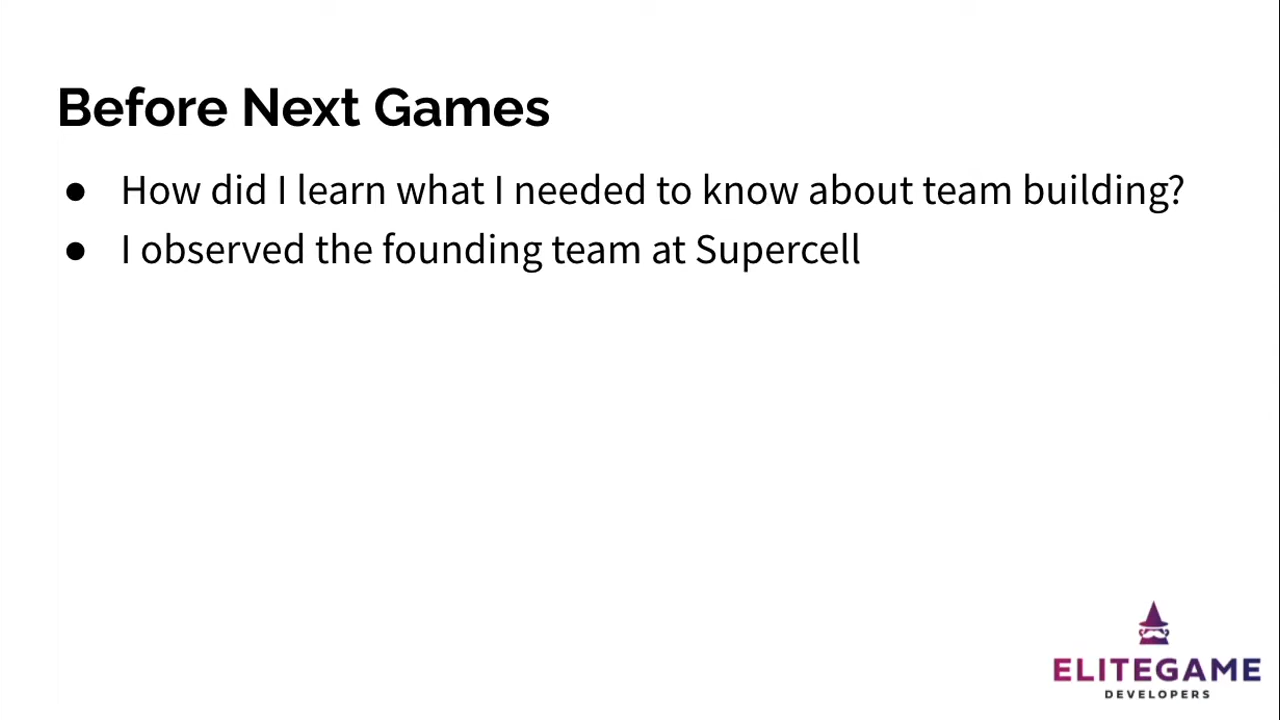 Before Next Games
● How did I learn what I needed to know about team building?
● I observed the founding team at Supercell
ELITEGAME
DEVELOPERS